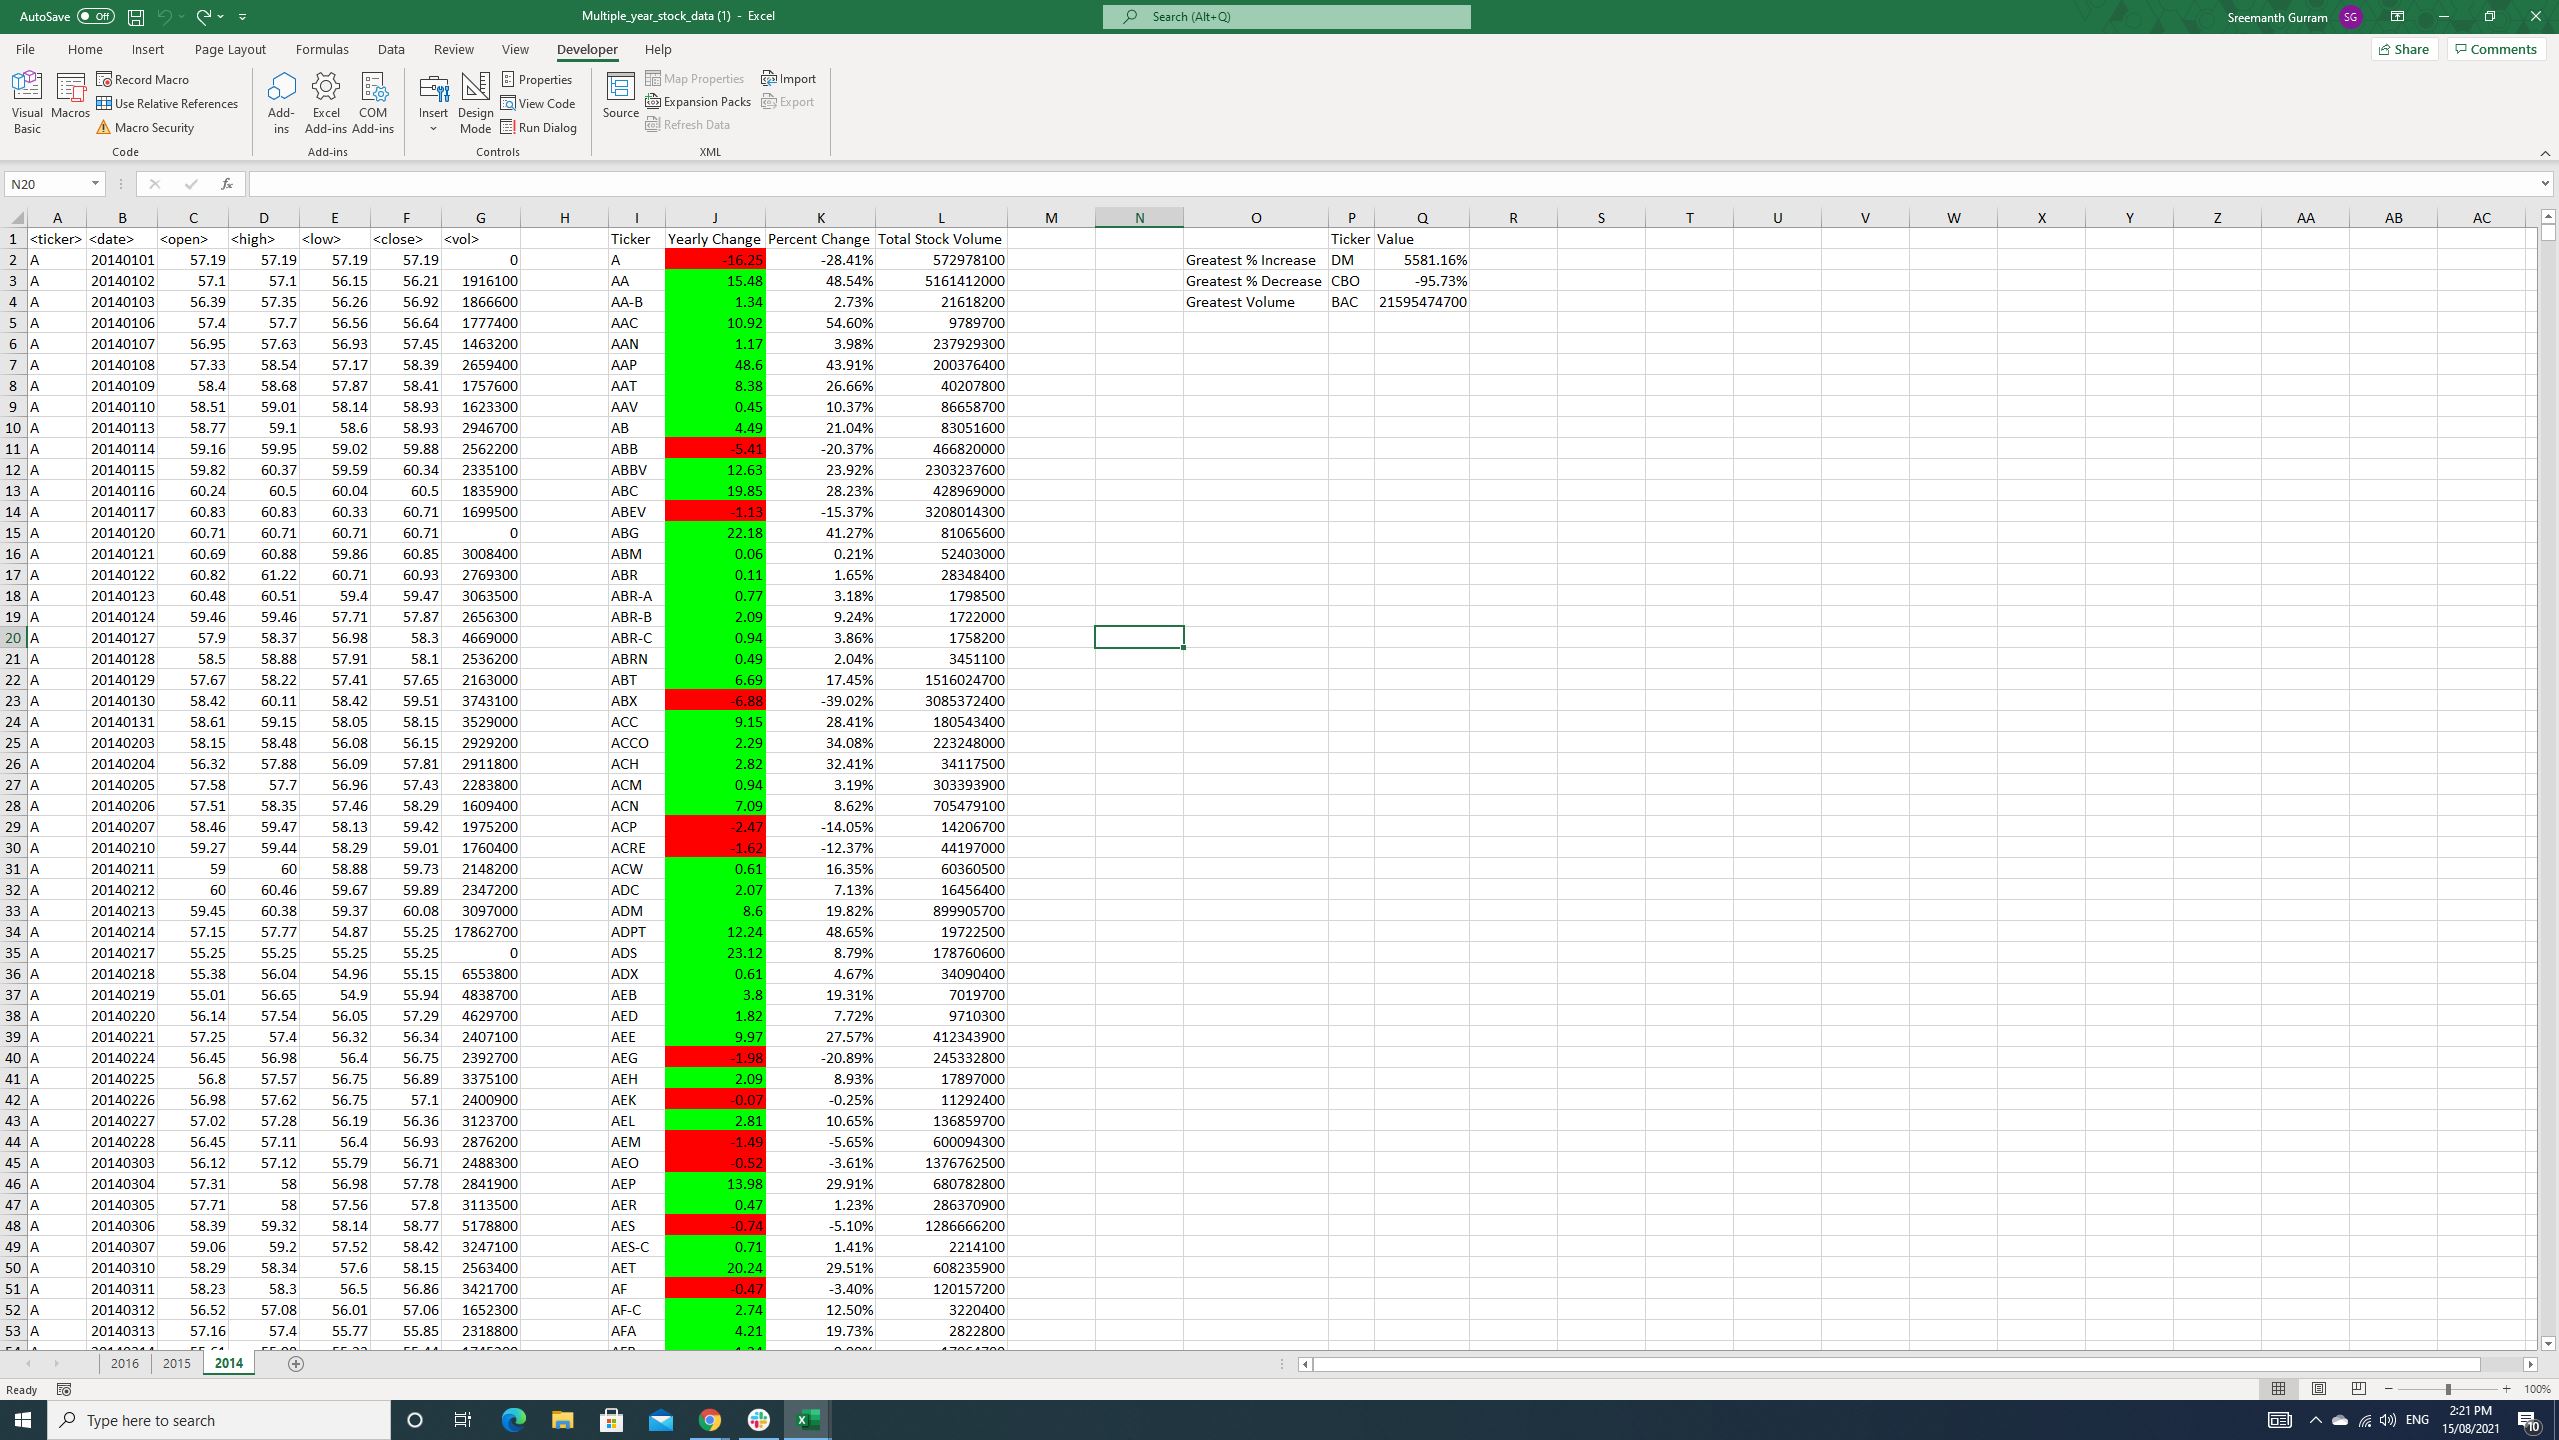 AutoSave Off Multiple_year_stock_data (1) - Excel Search (Alt+Q) Sreemanth Gurram SG
File Home Insert Page Layout Formulas Data Review View Developer Help Share Comments
Visual Basic Macros Record Macro Use Relative References Macro Security Add-ins Excel Add-ins COM Add-ins Insert Design Mode Properties View Code Run Dialog Source Map Properties Expansion Packs Refresh Data Import Export
Code Add-ins Controls XML
N20 fx
A B C D E F G H I J K L M N O P Q R S T U V W X Y Z AA AB AC
1 <ticker> <date> <open> <high> <low> <close> <vol> Ticker Yearly Change Percent Change Total Stock Volume Ticker Value
2 A 20140101 57.19 57.19 57.19 57.19 0 A -16.25 -28.41% 572978100 Greatest % Increase DM 5581.16%
3 A 20140102 57.1 57.1 56.15 56.21 1916100 AA 15.48 48.54% 5161412000 Greatest % Decrease CBO -95.73%
4 A 20140103 56.39 57.35 56.26 56.92 1866600 AA-B 1.34 2.73% 21618200 Greatest Volume BAC 21595474700
5 A 20140106 57.4 57.7 56.56 56.64 1777400 AAC 10.92 54.60% 9789700
6 A 20140107 56.95 57.63 56.93 57.45 1463200 AAN 1.17 3.98% 237929300
7 A 20140108 57.33 58.54 57.17 58.39 2659400 AAP 48.6 43.91% 200376400
8 A 20140109 58.4 58.68 57.87 58.41 1757600 AAT 8.38 26.66% 40207800
9 A 20140110 58.51 59.01 58.14 58.93 1623300 AAV 0.45 10.37% 86658700
10 A 20140113 58.77 59.1 58.6 58.93 2946700 AB 4.49 21.04% 83051600
11 A 20140114 59.16 59.95 59.02 59.88 2562200 ABB -5.41 -20.37% 466820000
12 A 20140115 59.82 60.37 59.59 60.34 2335100 ABBV 12.63 23.92% 2303237600
13 A 20140116 60.24 60.5 60.04 60.5 1835900 ABC 19.85 28.23% 428969000
14 A 20140117 60.83 60.83 60.33 60.71 1699500 ABEV -1.13 -15.37% 3208014300
15 A 20140120 60.71 60.71 60.71 60.71 0 ABG 22.18 41.27% 81065600
16 A 20140121 60.69 60.88 59.86 60.85 3008400 ABM 0.06 0.21% 52403000
17 A 20140122 60.82 61.22 60.71 60.93 2769300 ABR 0.11 1.65% 28348400
18 A 20140123 60.48 60.51 59.4 59.47 3063500 ABR-A 0.77 3.18% 1798500
19 A 20140124 59.46 59.46 57.71 57.87 2656300 ABR-B 2.09 9.24% 1722000
20 A 20140127 57.9 58.37 56.98 58.3 4669000 ABR-C 0.94 3.86% 1758200
21 A 20140128 58.5 58.88 57.91 58.1 2536200 ABRN 0.49 2.04% 3451100
22 A 20140129 57.67 58.22 57.41 57.65 2163000 ABT 6.69 17.45% 1516024700
23 A 20140130 58.42 60.11 58.42 59.51 3743100 ABX -6.88 -39.02% 3085372400
24 A 20140131 58.61 59.15 58.05 58.15 3529000 ACC 9.15 28.41% 180543400
25 A 20140203 58.15 58.48 56.08 56.15 2929200 ACCO 2.29 34.08% 223248000
26 A 20140204 56.32 57.88 56.09 57.81 2911800 ACH 2.82 32.41% 34117500
27 A 20140205 57.58 57.7 56.96 57.43 2283800 ACM 0.94 3.19% 303393900
28 A 20140206 57.51 58.35 57.46 58.29 1609400 ACN 7.09 8.62% 705479100
29 A 20140207 58.46 59.47 58.13 59.42 1975200 ACP -2.47 -14.05% 14206700
30 A 20140210 59.27 59.44 58.29 59.01 1760400 ACRE -1.62 -12.37% 44197000
31 A 20140211 59 60 58.88 59.73 2148200 ACW 0.61 16.35% 60360500
32 A 20140212 60 60.46 59.67 59.89 2347200 ADC 2.07 7.13% 16456400
33 A 20140213 59.45 60.38 59.37 60.08 3097000 ADM 8.6 19.82% 899905700
34 A 20140214 57.15 57.77 54.87 55.25 17862700 ADPT 12.24 48.65% 19722500
35 A 20140217 55.25 55.25 55.25 55.25 0 ADS 23.12 8.79% 178760600
36 A 20140218 55.38 56.04 54.96 55.15 6553800 ADX 0.61 4.67% 34090400
37 A 20140219 55.01 56.65 54.9 55.94 4838700 AEB 3.8 19.31% 7019700
38 A 20140220 56.14 57.54 56.05 57.29 4629700 AED 1.82 7.72% 9710300
39 A 20140221 57.25 57.4 56.32 56.34 2407100 AEE 9.97 27.57% 412343900
40 A 20140224 56.45 56.98 56.4 56.75 2392700 AEG -1.98 -20.89% 245332800
41 A 20140225 56.8 57.57 56.75 56.89 3375100 AEH 2.09 8.93% 17897000
42 A 20140226 56.98 57.62 56.75 57.1 2400900 AEK -0.07 -0.25% 11292400
43 A 20140227 57.02 57.28 56.19 56.36 3123700 AEL 2.81 10.65% 136859700
44 A 20140228 56.45 57.11 56.4 56.93 2876200 AEM -1.49 -5.65% 600094300
45 A 20140303 56.12 57.12 55.79 56.71 2488300 AEO -0.52 -3.61% 1376762500
46 A 20140304 57.31 58 56.98 57.78 2841900 AEP 13.98 29.91% 680782800
47 A 20140305 57.71 58 57.56 57.8 3113500 AER 0.47 1.23% 286370900
48 A 20140306 58.39 59.32 58.14 58.77 5178800 AES -0.74 -5.10% 1286666200
49 A 20140307 59.06 59.2 57.52 58.42 3247100 AES-C 0.71 1.41% 2214100
50 A 20140310 58.29 58.34 57.6 58.15 2563400 AET 20.24 29.51% 608235900
51 A 20140311 58.23 58.3 56.5 56.86 3421700 AF -0.47 -3.40% 120157200
52 A 20140312 56.52 57.08 56.01 57.06 1652300 AF-C 2.74 12.50% 3220400
53 A 20140313 57.16 57.4 55.77 55.85 2318800 AFA 4.21 19.73% 2822800
2016 2015 2014
Ready 100%
Type here to search ENG 2:21 PM 15/08/2021 10